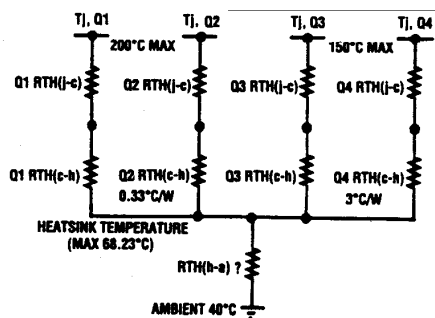 Tj, Q1 Tj, Q2 Tj, Q3 Tj, Q4
200°C MAX 150°C MAX
Q1 RTH(j-c) Q2 RTH(j-c) Q3 RTH(j-c) Q4 RTH(j-c)
Q1 RTH(c-h) Q2 RTH(c-h) Q3 RTH(c-h) Q4 RTH(c-h)
0.33°C/W 3°C/W
HEATSINK TEMPERATURE
(MAX 68.23°C)
RTH(h-a) ?
AMBIENT 40°C